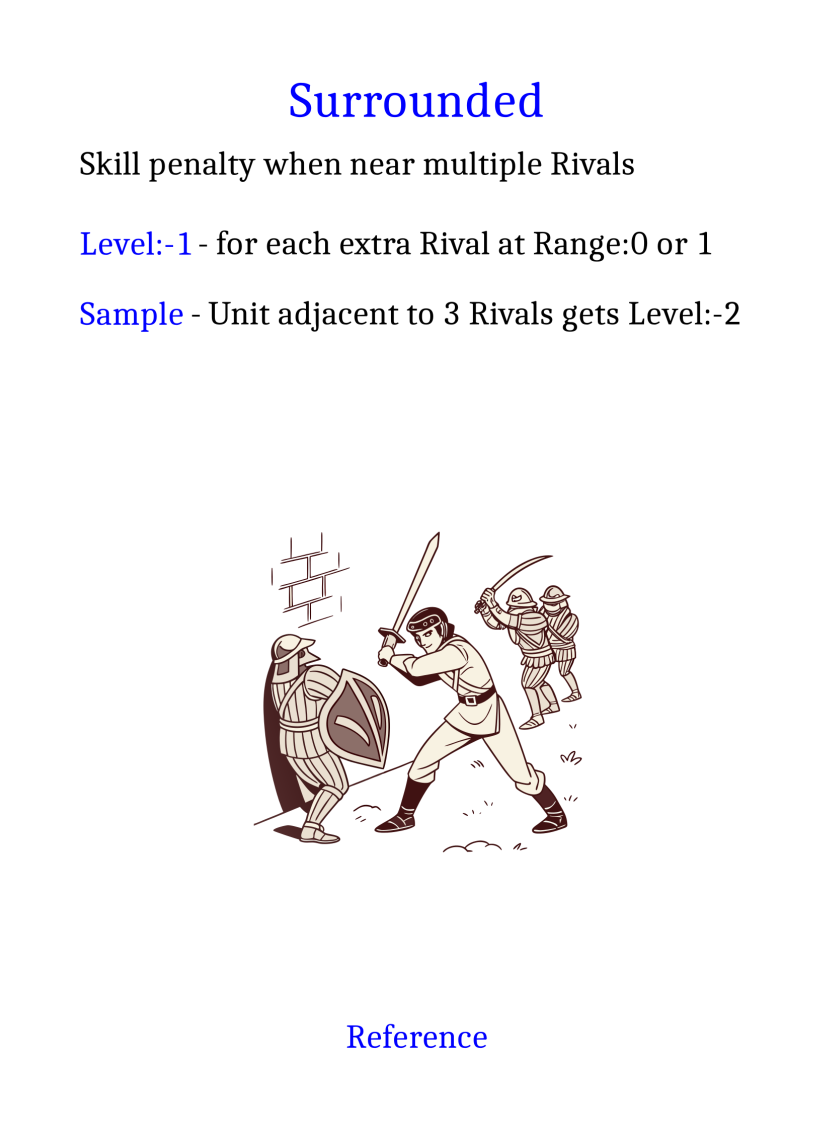 Surrounded
Skill penalty when near multiple Rivals
Level:-1 - for each extra Rival at Range:0 or 1
Sample - Unit adjacent to 3 Rivals gets Level:-2
Reference